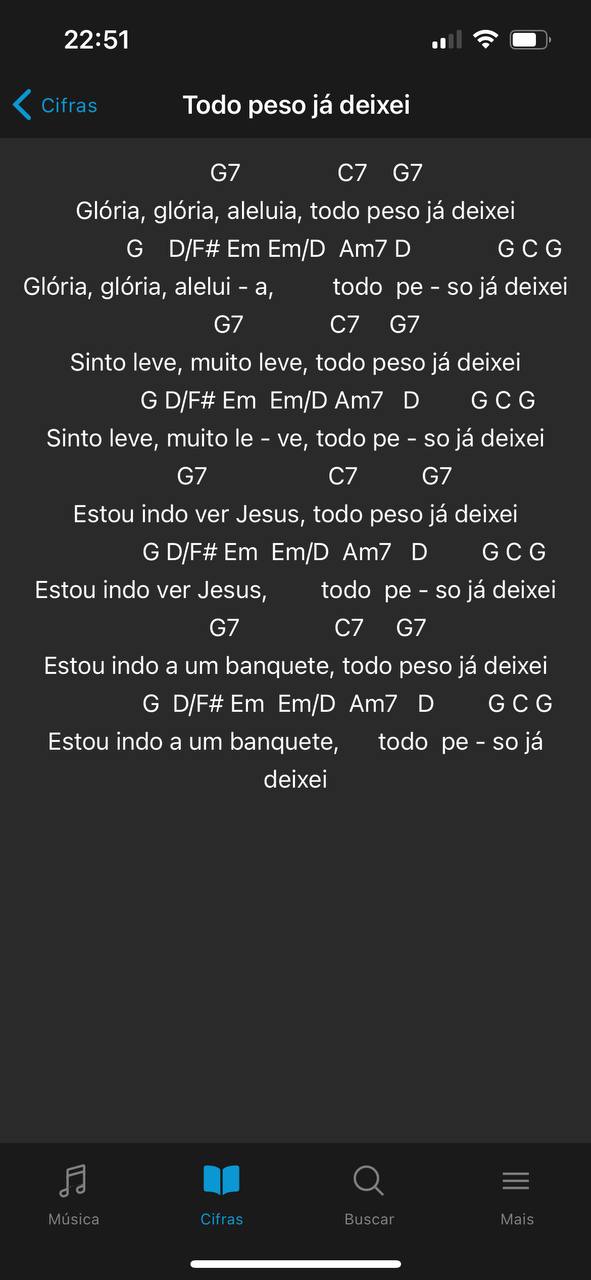 22:51
Cifras
Todo peso já deixei
G7 C7 G7
Glória, glória, aleluia, todo peso já deixei
G D/F# Em Em/D Am7 D G C G
Glória, glória, alelui - a, todo pe - so já deixei
G7 C7 G7
Sinto leve, muito leve, todo peso já deixei
G D/F# Em Em/D Am7 D G C G
Sinto leve, muito le - ve, todo pe - so já deixei
G7 C7 G7
Estou indo ver Jesus, todo peso já deixei
G D/F# Em Em/D Am7 D G C G
Estou indo ver Jesus, todo pe - so já deixei
G7 C7 G7
Estou indo a um banquete, todo peso já deixei
G D/F# Em Em/D Am7 D G C G
Estou indo a um banquete, todo pe - so já
deixei
Música
Cifras
Buscar
Mais